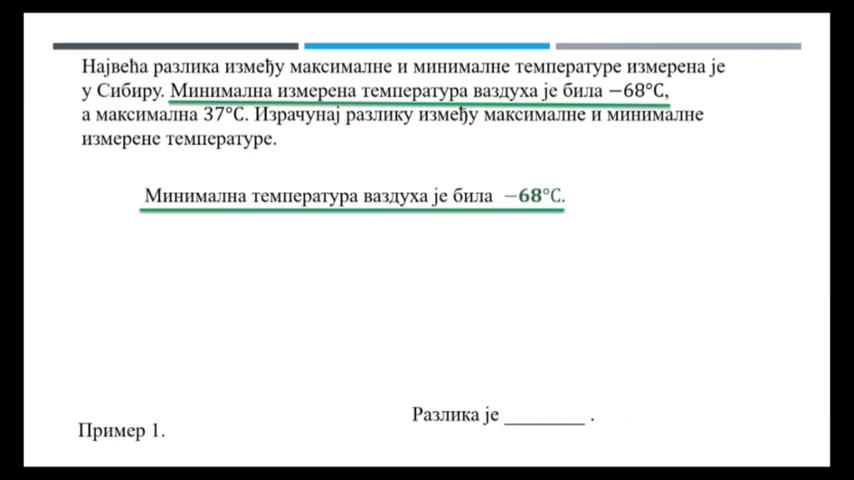 Највећа разлика између максималне и минималне температуре измерена је
у Сибиру. Минимална измерена температура ваздуха је била −68°C,
а максимална 37°C. Израчунај разлику између максималне и минималне
измерене температуре.
Минимална температура ваздуха је била −68°C.
Разлика је ________ .
Пример 1.